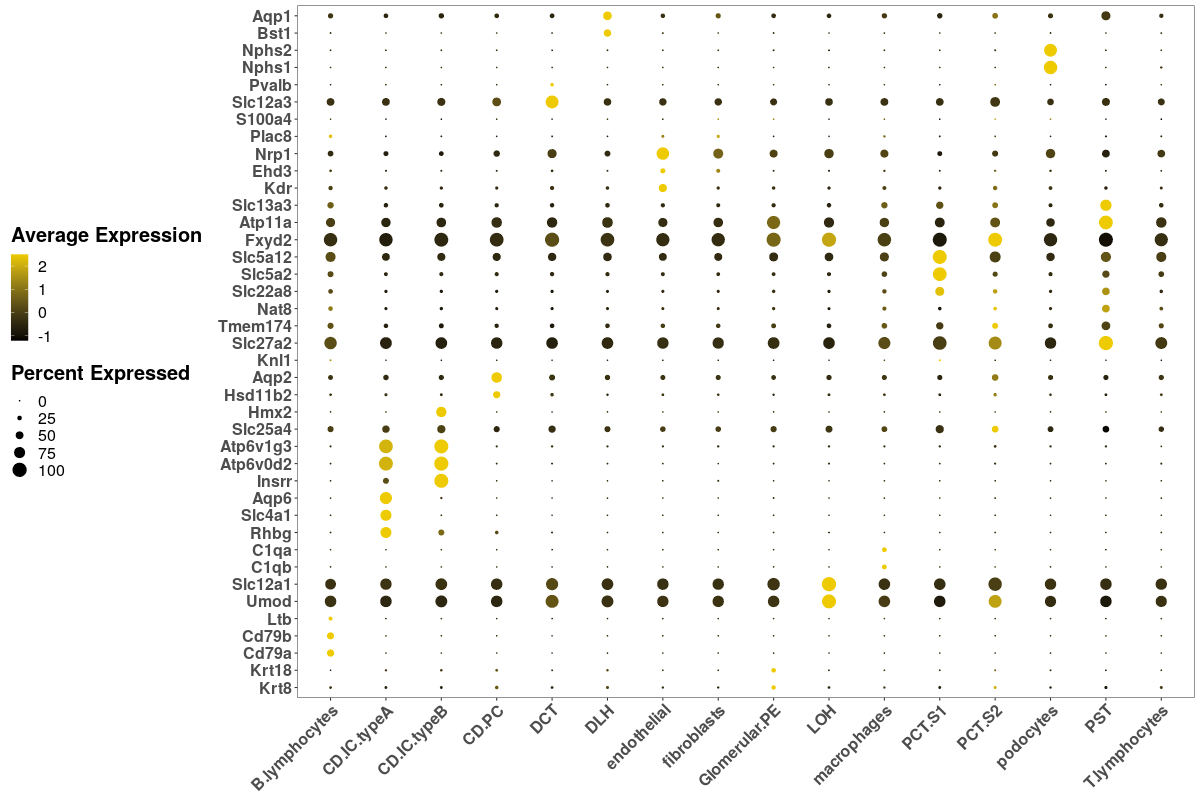 Aqp1
Bst1
Nphs2
Nphs1
Pvalb
Slc12a3
S100a4
Plac8
Nrp1
Ehd3
Kdr
Slc13a3
Atp11a
Fxyd2
Slc5a12
Slc5a2
Slc22a8
Nat8
Tmem174
Slc27a2
Knl1
Aqp2
Hsd11b2
Hmx2
Slc25a4
Atp6v1g3
Atp6v0d2
Insrr
Aqp6
Slc4a1
Rhbg
C1qa
C1qb
Slc12a1
Umod
Ltb
Cd79b
Cd79a
Krt18
Krt8
Average Expression
2
1
0
-1
Percent Expressed
0
25
50
75
100
B.lymphocytes
CD.IC.typeA
CD.IC.typeB
CD.PC
DCT
DLH
endothelial
fibroblasts
Glomerular.PE
LOH
macrophages
PCT.S1
PCT.S2
podocytes
PST
T.lymphocytes